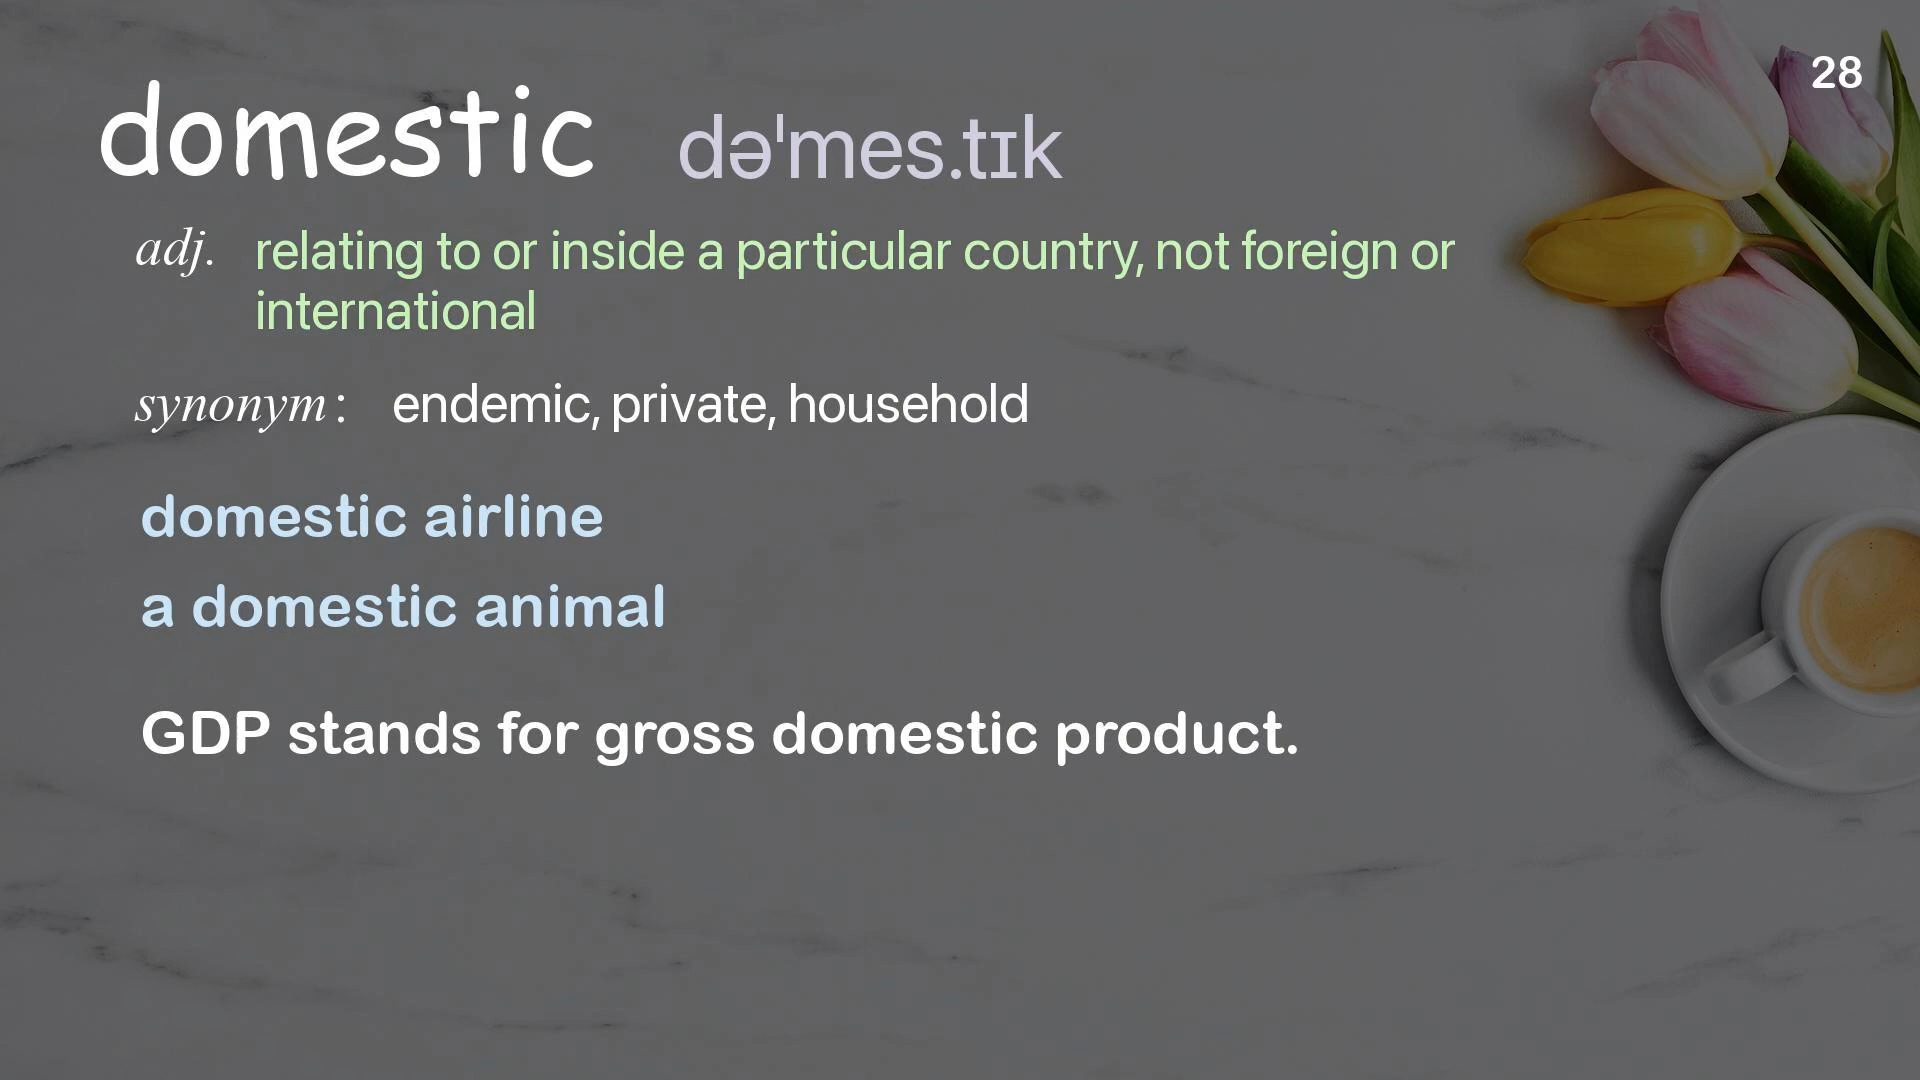 28
domestic dəˈmes.tɪk
adj. relating to or inside a particular country, not foreign or
international
synonym: endemic, private, household
domestic airline
a domestic animal
GDP stands for gross domestic product.